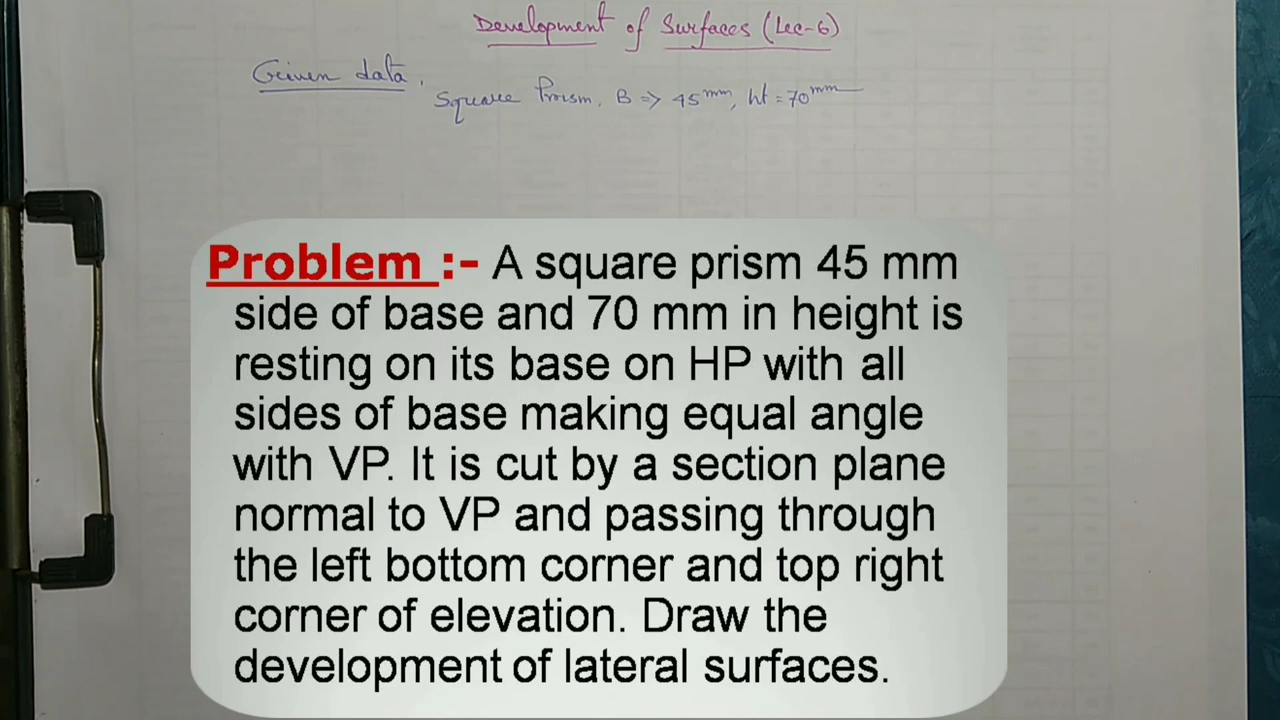 Development of Surfaces (Lec-6)
Given data,
Square Prism, B => 45mm, ht = 70mm
Problem :- A square prism 45 mm
side of base and 70 mm in height is
resting on its base on HP with all
sides of base making equal angle
with VP. It is cut by a section plane
normal to VP and passing through
the left bottom corner and top right
corner of elevation. Draw the
development of lateral surfaces.